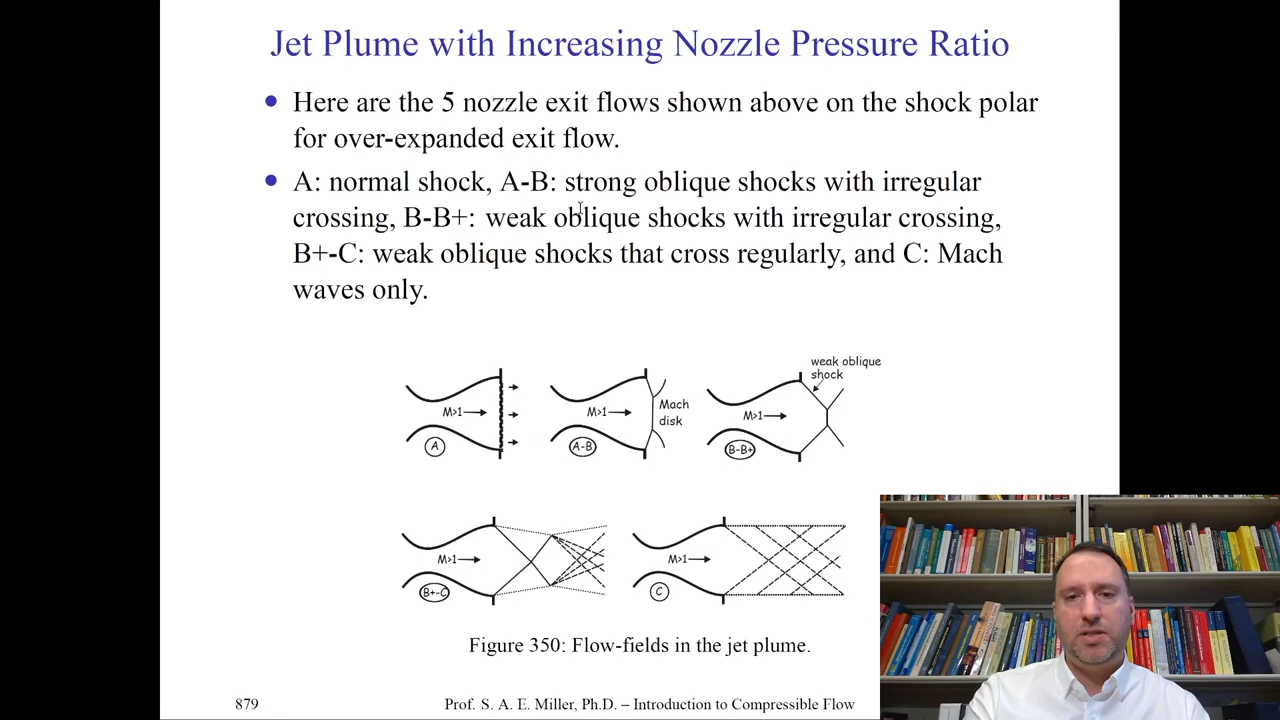 Jet Plume with Increasing Nozzle Pressure Ratio
• Here are the 5 nozzle exit flows shown above on the shock polar
for over-expanded exit flow.
• A: normal shock, A-B: strong oblique shocks with irregular
crossing, B-B+: weak oblique shocks with irregular crossing,
B+-C: weak oblique shocks that cross regularly, and C: Mach
waves only.
M>1
A
M>1
Mach
disk
A-B
weak oblique
shock
M>1
B-B+
M>1
B+-C
M>1
C
Figure 350: Flow-fields in the jet plume.
879
Prof. S. A. E. Miller, Ph.D. – Introduction to Compressible Flow